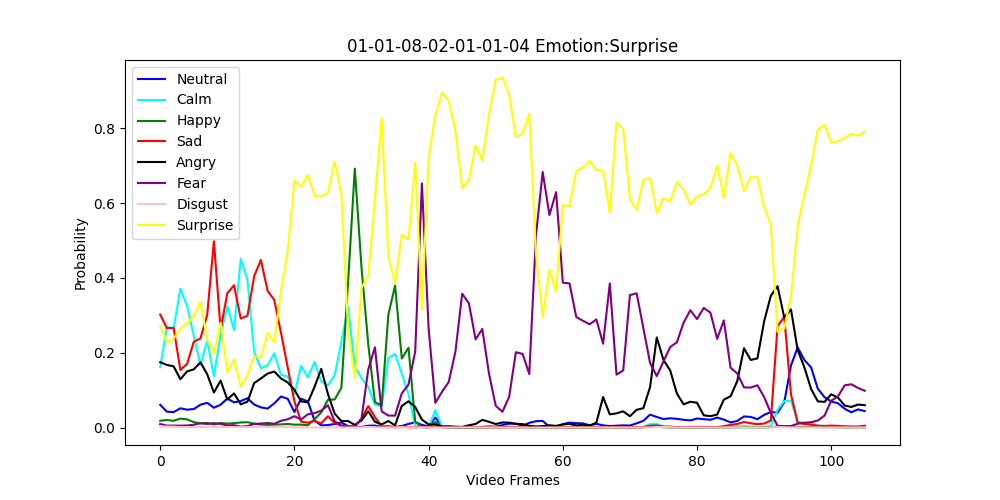 01-01-08-02-01-01-04 Emotion:Surprise
Neutral
Calm
Happy
Sad
Angry
Fear
Disgust
Surprise
Probability
0.8
0.6
0.4
0.2
0.0
0 20 40 60 80 100
Video Frames